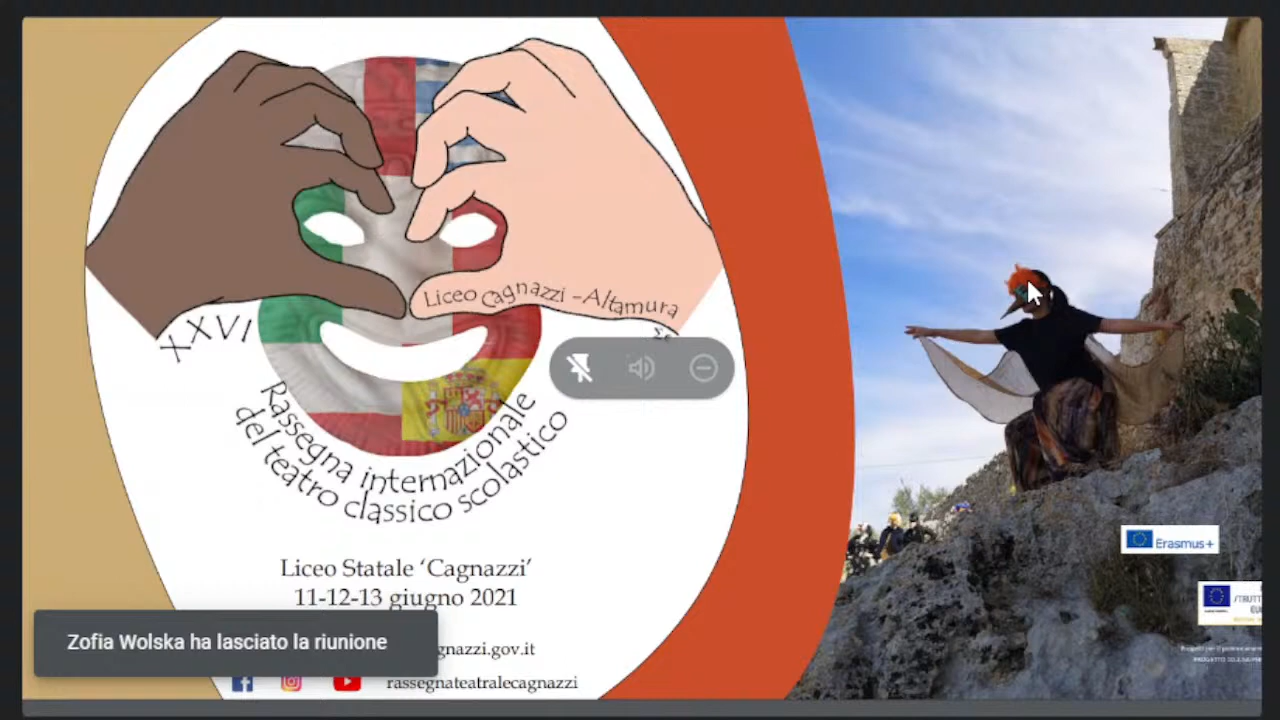 XXVI
Liceo Cagnazzi - Altamura
Rassegna internazionale
del teatro classico scolastico
Liceo Statale ‘Cagnazzi’
11-12-13 giugno 2021
Zofia Wolska ha lasciato la riunione
gnazzi.gov.it
rassegnateatralecagnazzi
Erasmus+